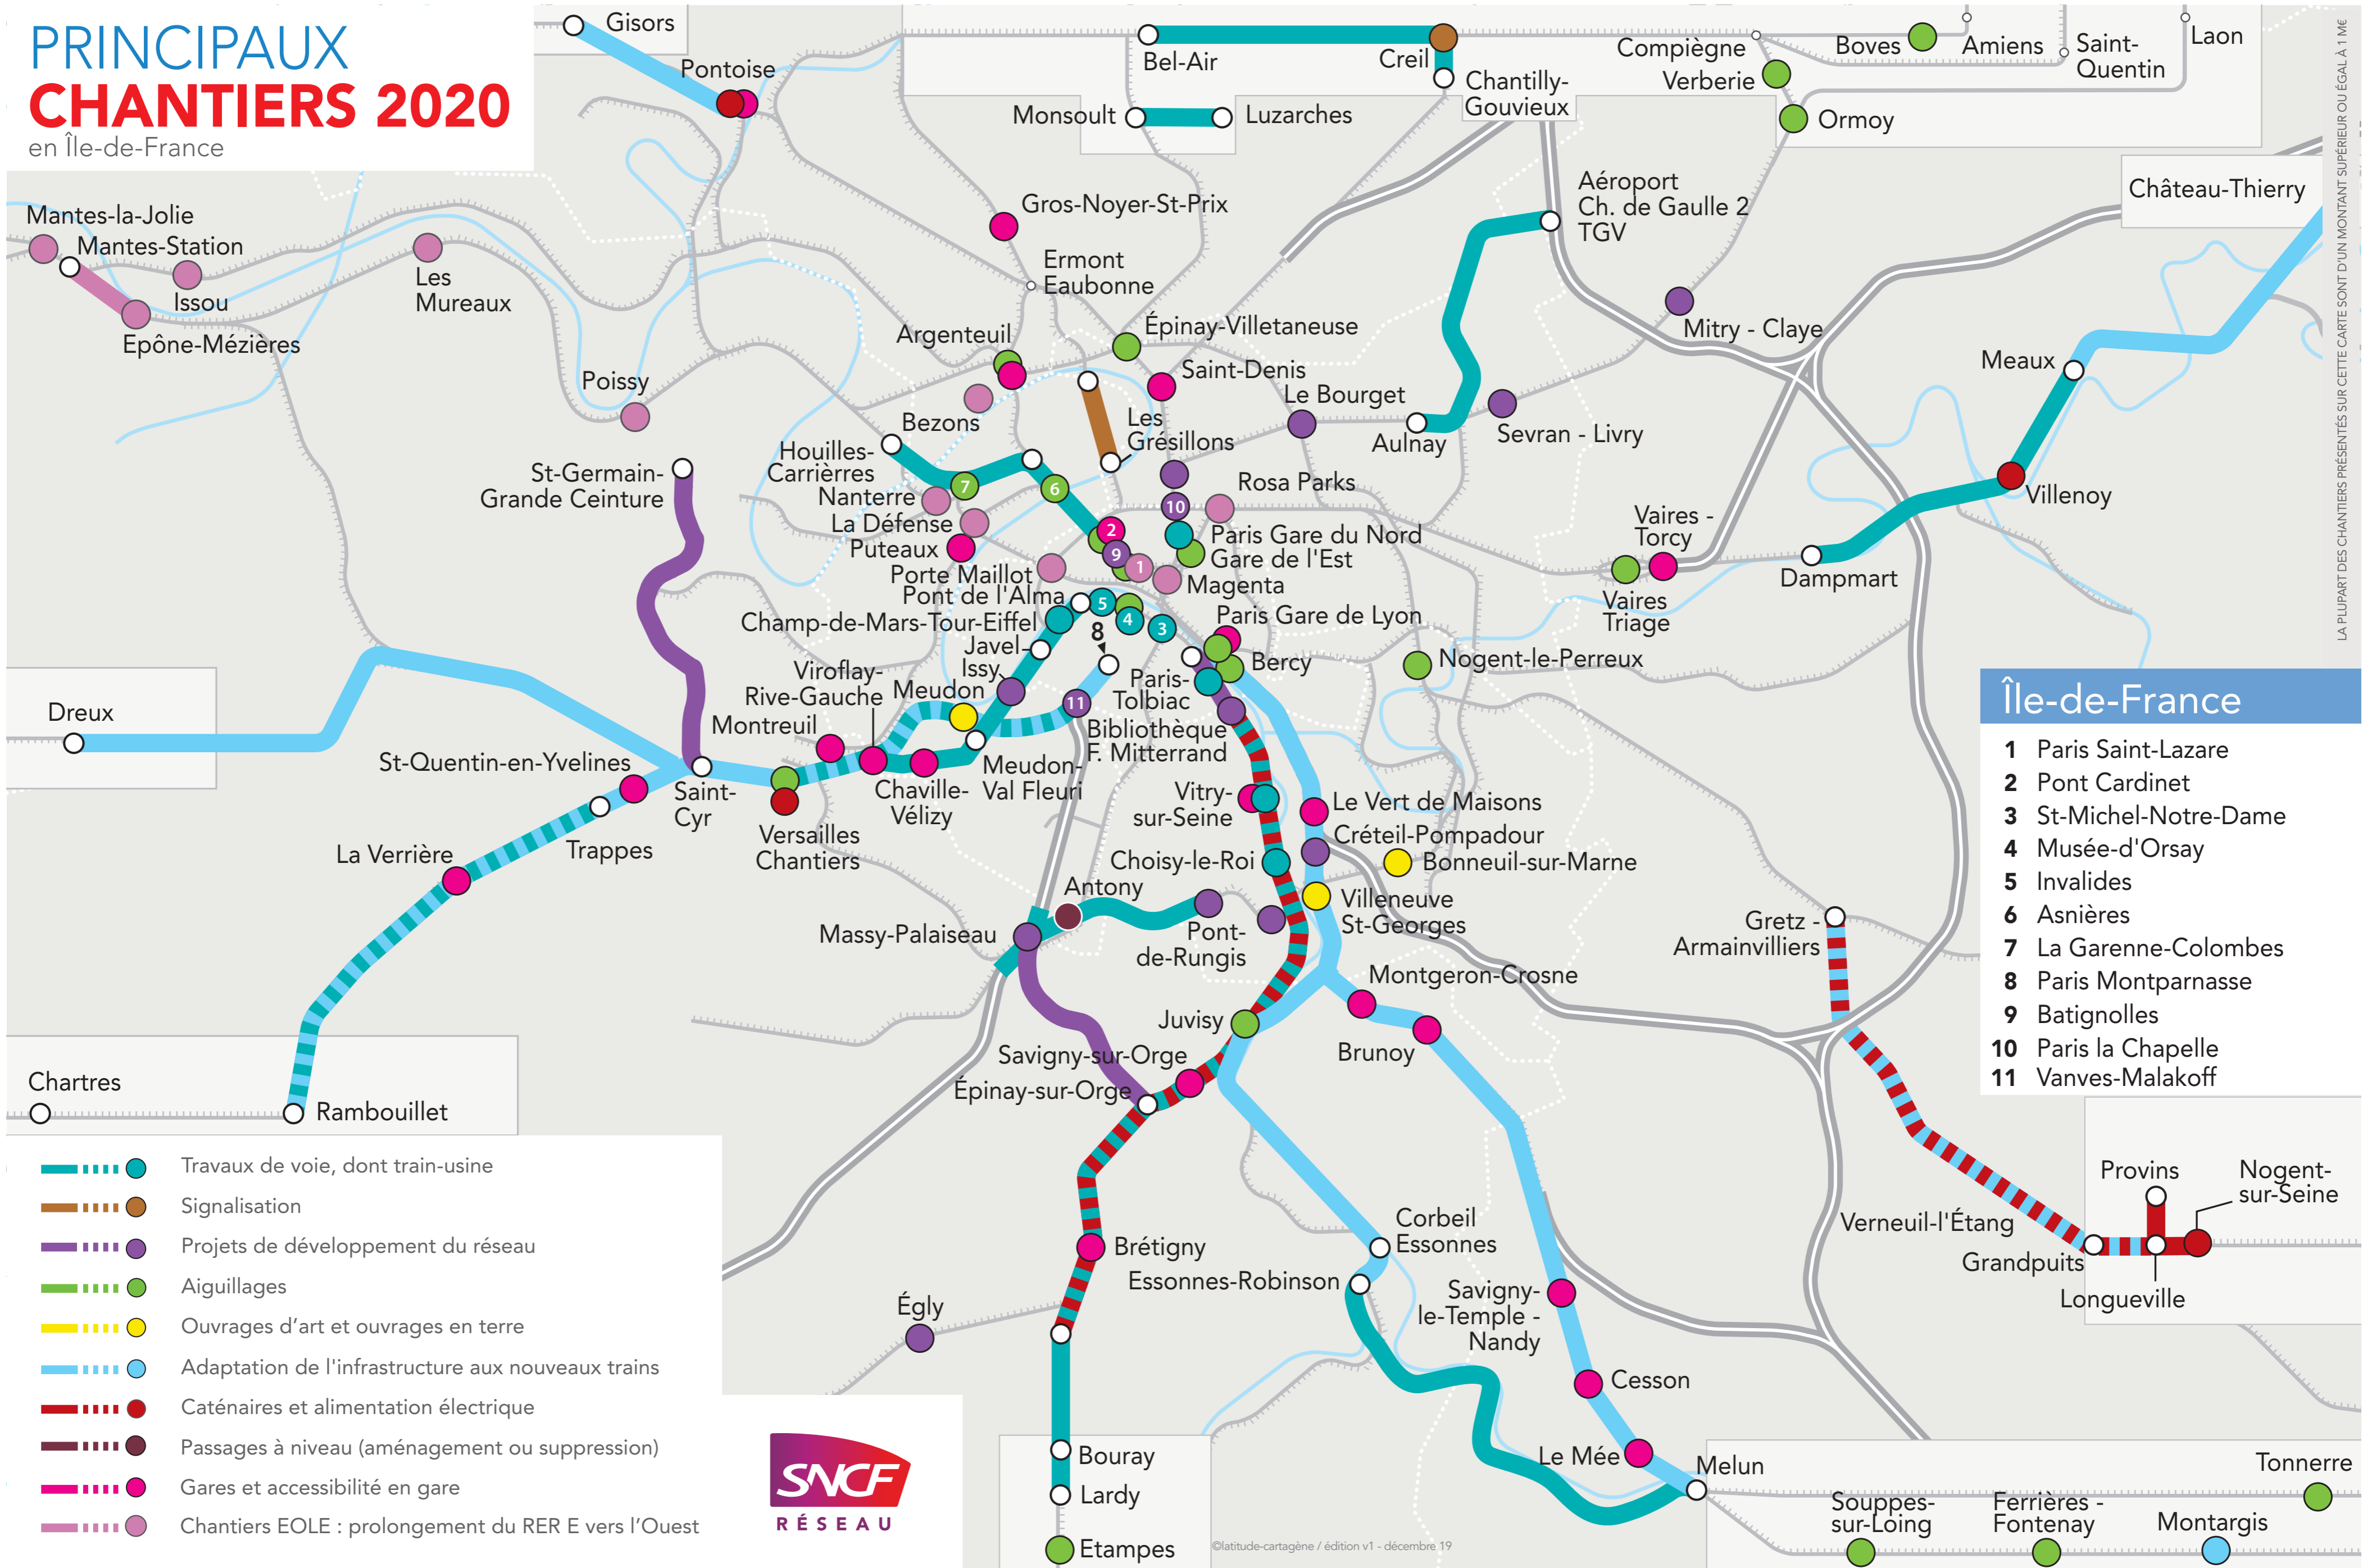 PRINCIPAUX
CHANTIERS 2020
en Île-de-France
Gisors
Pontoise
Bel-Air
Creil
Chantilly-
Gouvieux
Monsoult
Luzarches
Compiègne
Verberie
Boves
Amiens
Saint-
Quentin
Laon
Ormoy
Château-Thierry
LA PLUPART DES CHANTIERS PRÉSENTÉS SUR CETTE CARTE SONT D'UN MONTANT SUPÉRIEUR OU ÉGAL À 1 M€
Mantes-la-Jolie
Mantes-Station
Issou
Epône-Mézières
Les
Mureaux
Poissy
Gros-Noyer-St-Prix
Ermont
Eaubonne
Aéroport
Ch. de Gaulle 2
TGV
Mitry - Claye
Argenteuil
Épinay-Villetaneuse
Saint-Denis
Le Bourget
Bezons
Les
Grésillons
Aulnay
Sevran - Livry
Meaux
Villenoy
Houilles-
Carrièrres
Nanterre
La Défense
Puteaux
St-Germain-
Grande Ceinture
7
6
10
2
9
1
Rosa Parks
Paris Gare du Nord
Gare de l'Est
Magenta
Porte Maillot
Pont de l'Alma
Champ-de-Mars-Tour-Eiffel
Javel
Issy
5
4
3
8
11
Paris Gare de Lyon
Bercy
Nogent-le-Perreux
Vaires -
Torcy
Vaires
Triage
Dampmart
Viroflay-
Rive-Gauche
Meudon
Montreuil
Paris-
Tolbiac
Bibliothèque
F. Mitterrand
Dreux
St-Quentin-en-Yvelines
Saint-
Cyr
Versailles
Chantiers
Chaville-
Vélizy
Meudon-
Val Fleuri
Vitry-
sur-Seine
Le Vert de Maisons
Créteil-Pompadour
Bonneuil-sur-Marne
Choisy-le-Roi
Villeneuve
St-Georges
La Verrière
Trappes
Antony
Massy-Palaiseau
Pont-
de-Rungis
Gretz -
Armainvilliers
Montgeron-Crosne
Brunoy
Juvisy
Savigny-sur-Orge
Épinay-sur-Orge
Chartres
Rambouillet
Île-de-France
1 Paris Saint-Lazare
2 Pont Cardinet
3 St-Michel-Notre-Dame
4 Musée-d'Orsay
5 Invalides
6 Asnières
7 La Garenne-Colombes
8 Paris Montparnasse
9 Batignolles
10 Paris la Chapelle
11 Vanves-Malakoff
Provins
Nogent-
sur-Seine
Verneuil-l'Étang
Grandpuits
Longueville
Brétigny
Corbeil
Essonnes
Essonnes-Robinson
Égly
Savigny-
le-Temple -
Nandy
Cesson
Le Mée
Melun
Bouray
Lardy
Etampes
Souppes-
sur-Loing
Ferrières -
Fontenay
Montargis
Tonnerre
Travaux de voie, dont train-usine
Signalisation
Projets de développement du réseau
Aiguillages
Ouvrages d'art et ouvrages en terre
Adaptation de l'infrastructure aux nouveaux trains
Caténaires et alimentation électrique
Passages à niveau (aménagement ou suppression)
Gares et accessibilité en gare
Chantiers EOLE : prolongement du RER E vers l'Ouest
SNCF
RÉSEAU
©latitude-cartagène / édition v1 - décembre 19